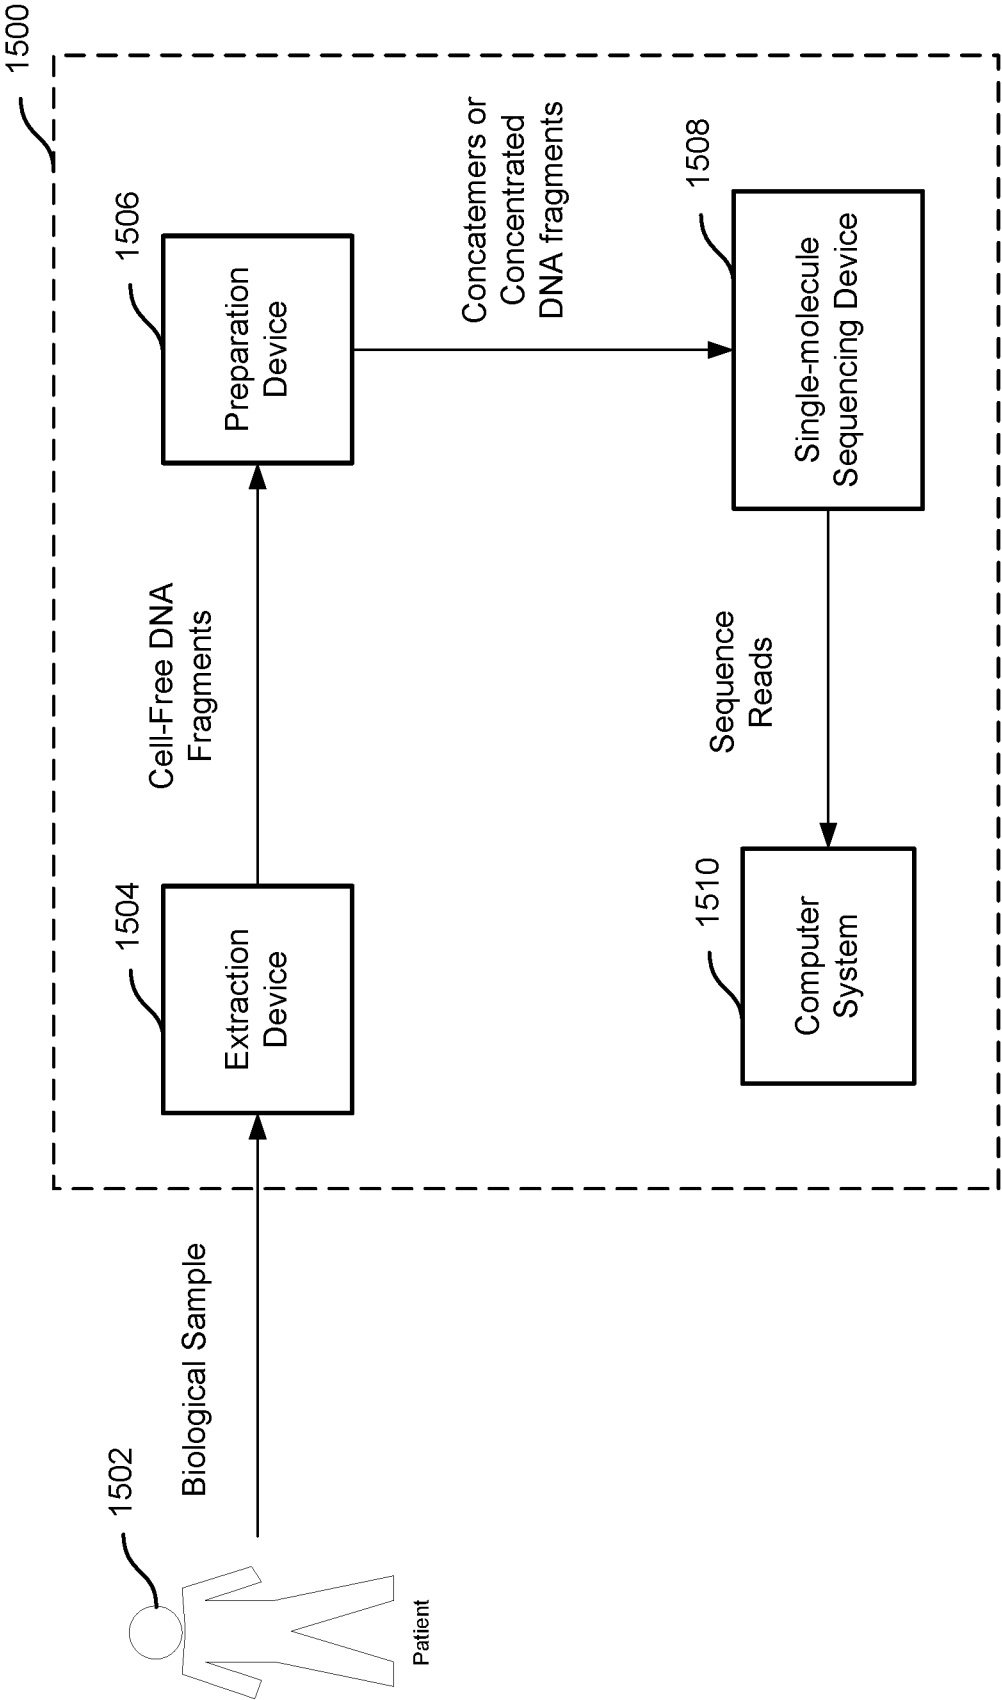 1500
1502
Patient
Biological Sample
1504
Extraction
Device
Cell-Free DNA
Fragments
1506
Preparation
Device
Concatemers or
Concentrated
DNA fragments
1508
Single-molecule
Sequencing Device
Sequence
Reads
1510
Computer
System